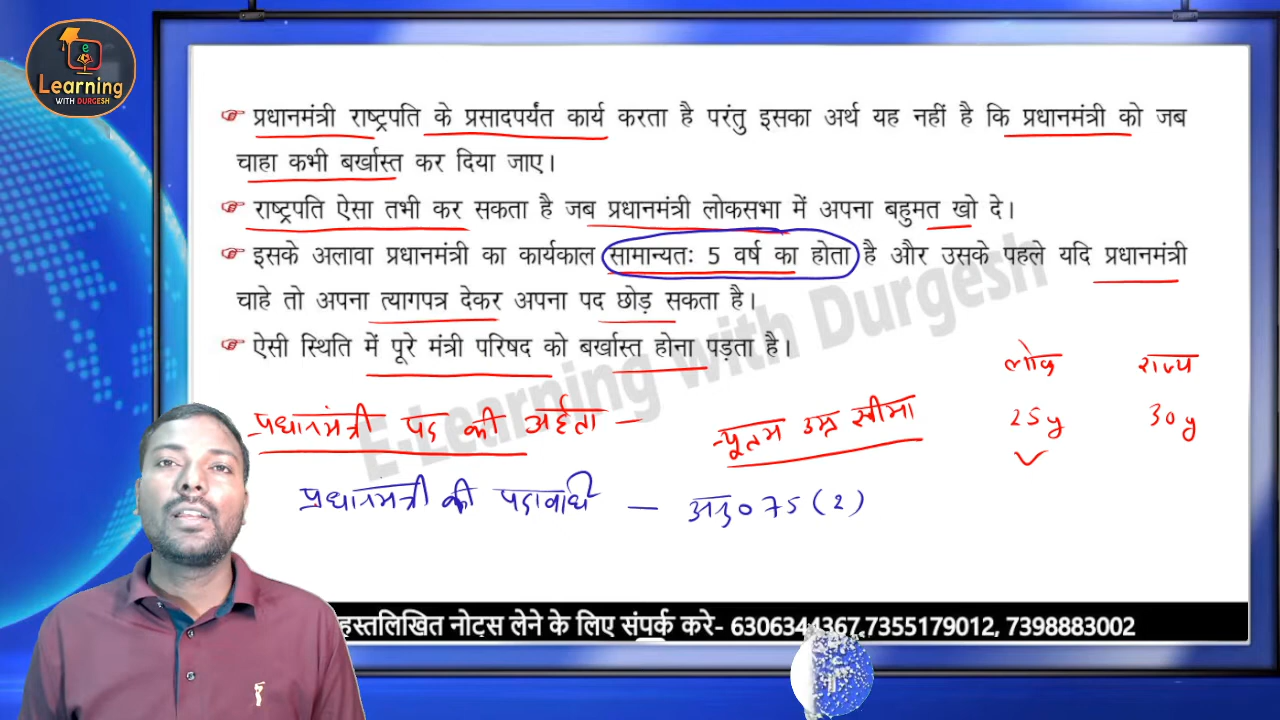 e
Learning
WITH DURGESH
☞ प्रधानमंत्री राष्ट्रपति के प्रसादपर्यंत कार्य करता है परंतु इसका अर्थ यह नहीं है कि प्रधानमंत्री को जब
चाहा कभी बर्खास्त कर दिया जाए।
☞ राष्ट्रपति ऐसा तभी कर सकता है जब प्रधानमंत्री लोकसभा में अपना बहुमत खो दे।
☞ इसके अलावा प्रधानमंत्री का कार्यकाल सामान्यतः 5 वर्ष का होता है और उसके पहले यदि प्रधानमंत्री
चाहे तो अपना त्यागपत्र देकर अपना पद छोड़ सकता है।
☞ ऐसी स्थिति में पूरे मंत्री परिषद को बर्खास्त होना पड़ता है।
लोक राज्य
प्रधानमंत्री पद की अर्हता — न्यूतम उम्र सीमा 25y 30y
प्रधानमंत्री की पदावधि — अनु० 75 (2)
E-Learning with Durgesh
हस्तलिखित नोट्स लेने के लिए संपर्क करे- 6306344367,7355179012, 7398883002